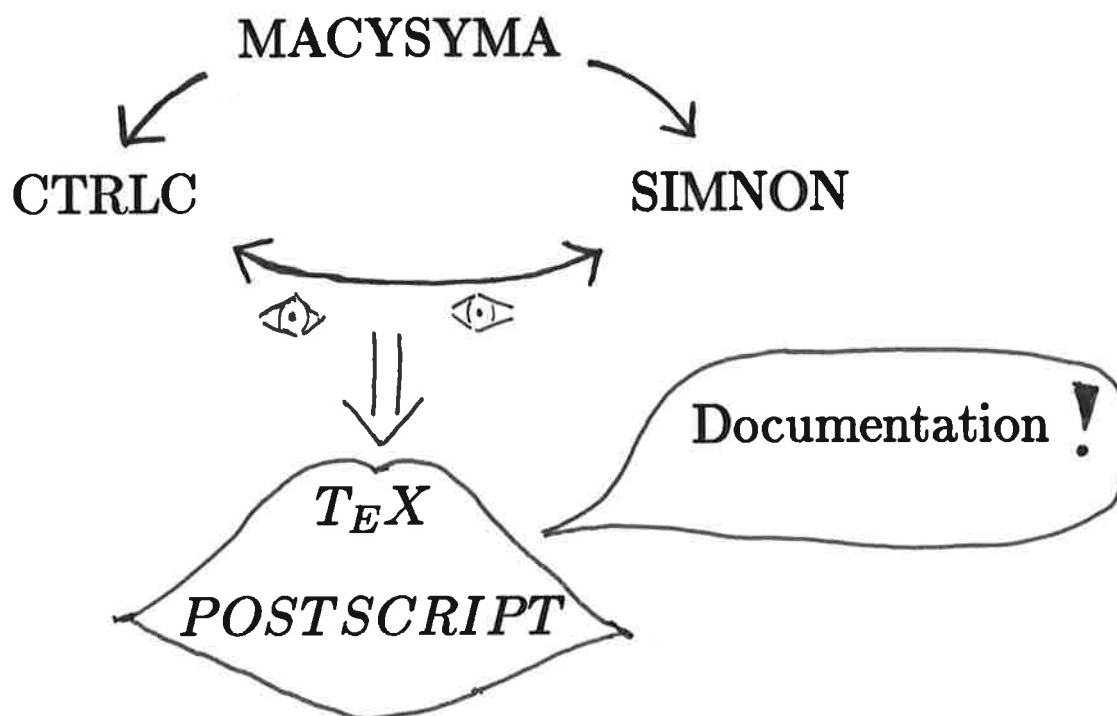 MACYSYMA
CTRLC SIMNON
Documentation !
TEX
POSTSCRIPT